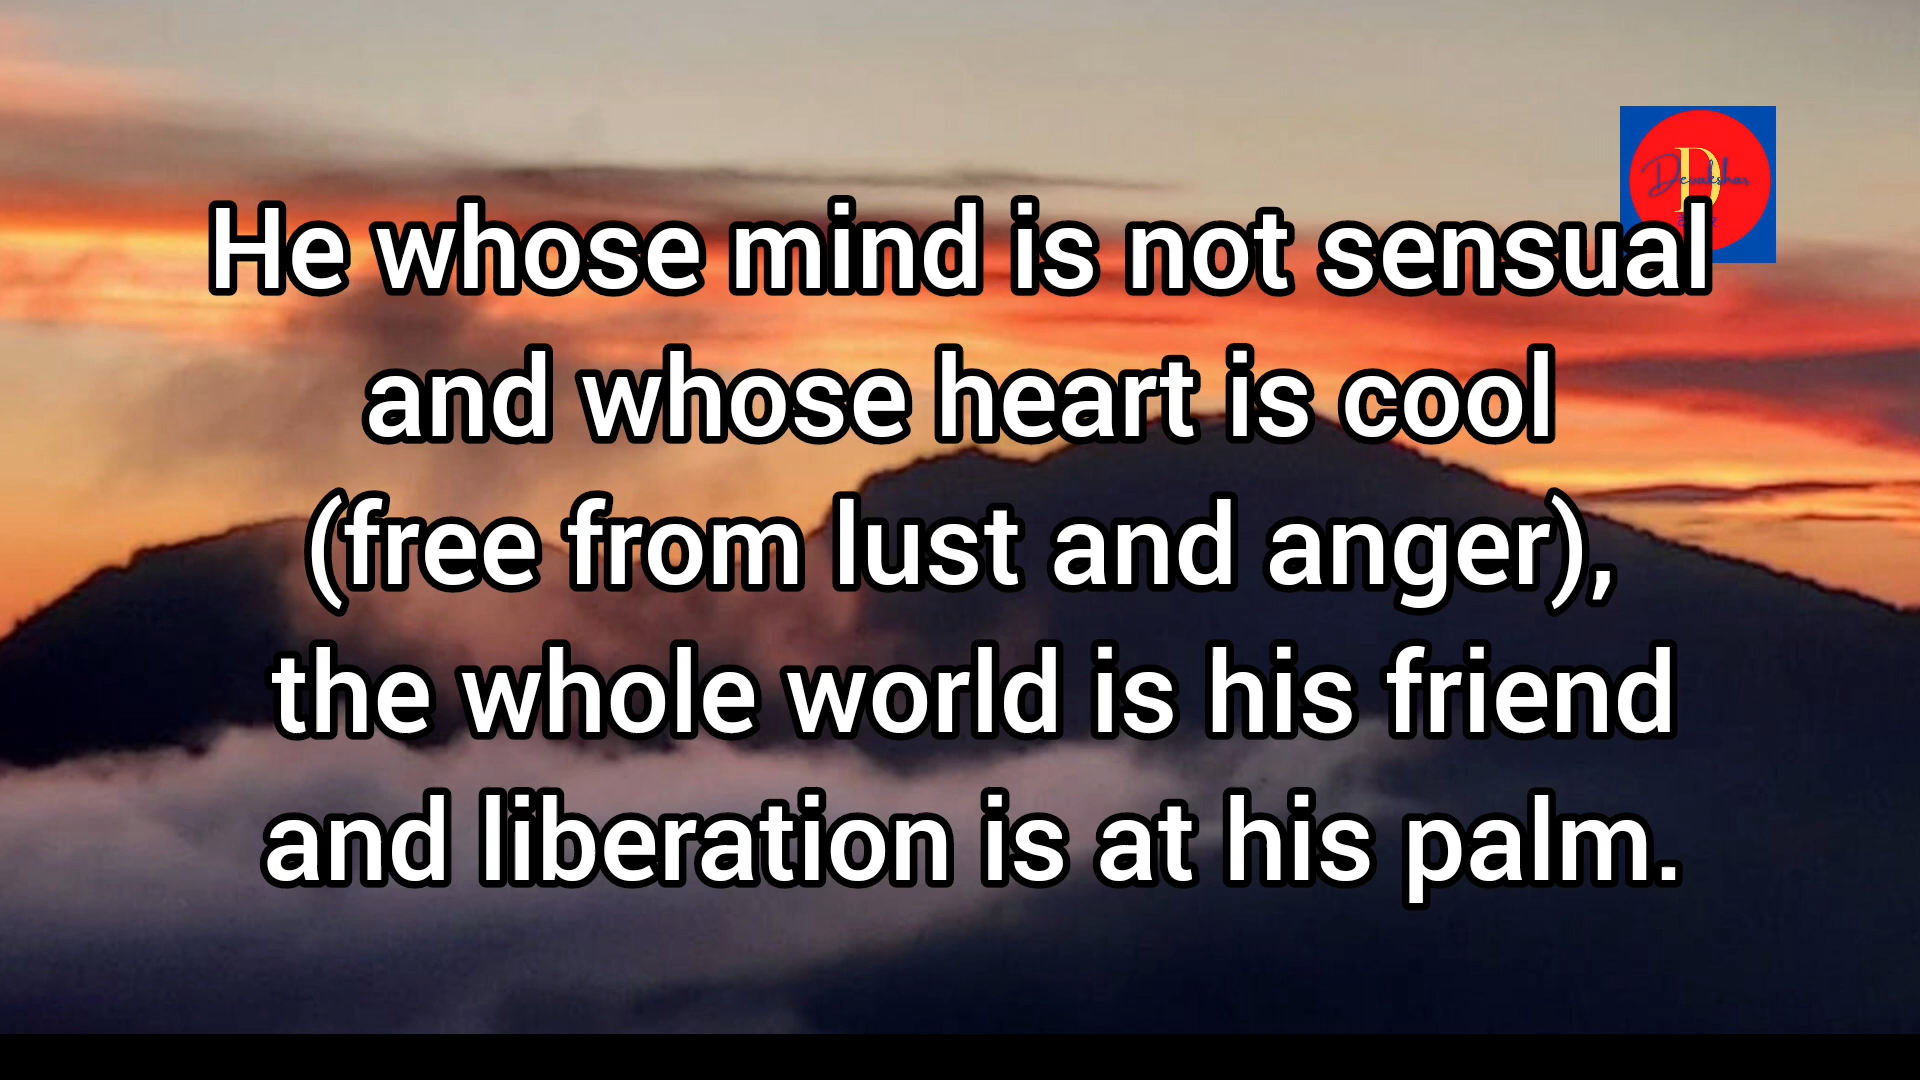 D
Devakshar
He whose mind is not sensual
and whose heart is cool
(free from lust and anger),
the whole world is his friend
and liberation is at his palm.